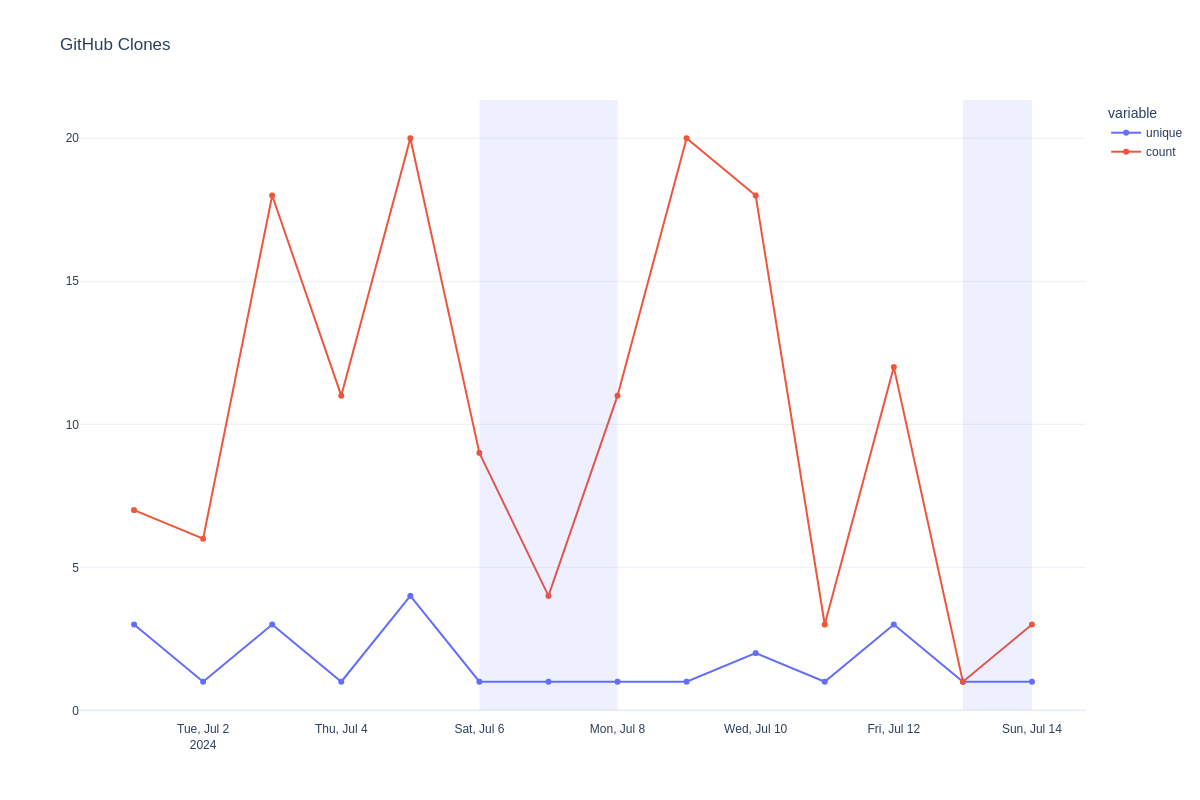 GitHub Clones
variable
unique
count
20
15
10
5
0
Tue, Jul 2
2024
Thu, Jul 4
Sat, Jul 6
Mon, Jul 8
Wed, Jul 10
Fri, Jul 12
Sun, Jul 14